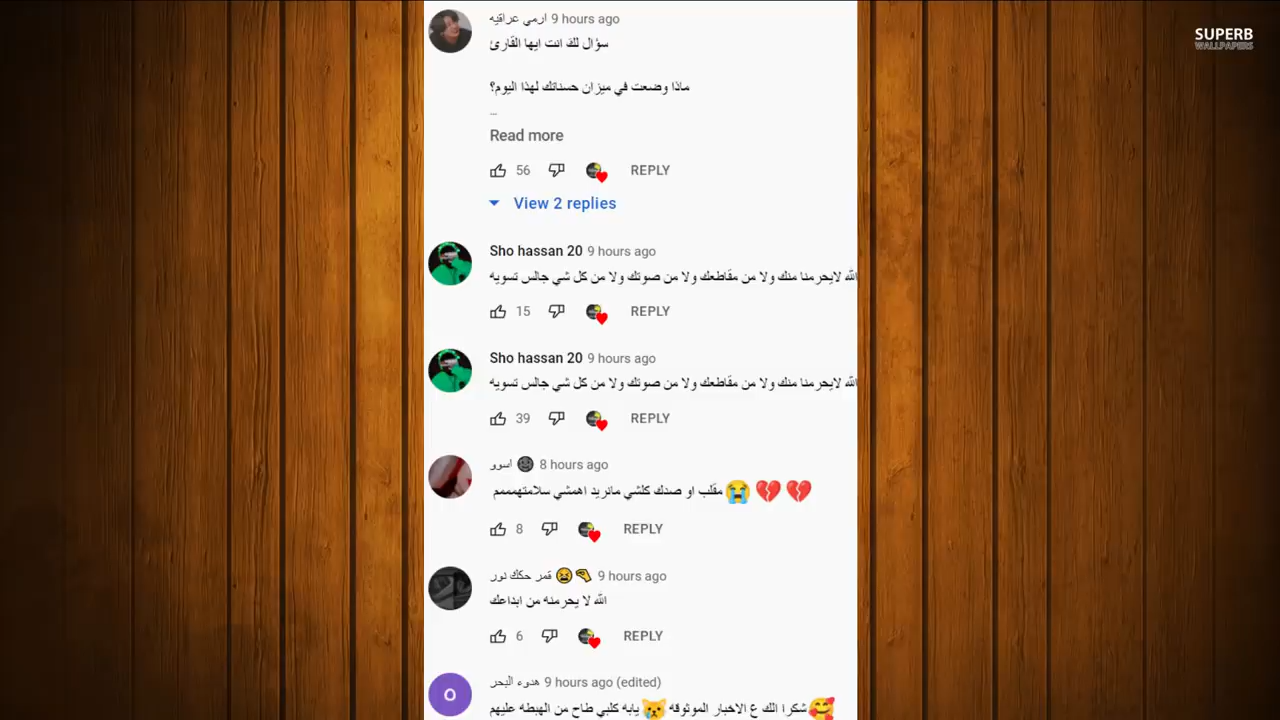 SUPERB
WALLPAPERS
ارمي عراقيه 9 hours ago
سؤال لك انت ايها القارئ
ماذا وضعت في ميزان حسناتك لهذا اليوم؟
...
Read more
56 REPLY
View 2 replies
Sho hassan 20 9 hours ago
الله لايحرمنا منك ولا من مقاطعك ولا من صوتك ولا من كل شي جالس تسويه
15 REPLY
Sho hassan 20 9 hours ago
الله لايحرمنا منك ولا من مقاطعك ولا من صوتك ولا من كل شي جالس تسويه
39 REPLY
اسوو 🌚 8 hours ago
مقلب او صدك كلشي مانريد اهمشي سلامتهمممم 😭 💔 💔
8 REPLY
قمر حكك نور 😫🤏 9 hours ago
الله لا يحرمنه من ابداعك
6 REPLY
O
هدوء البحر 9 hours ago (edited)
🥰شكرا الك ع الاخبار الموثوقه 😿يابه كلبي طاح من الهبطه عليهم